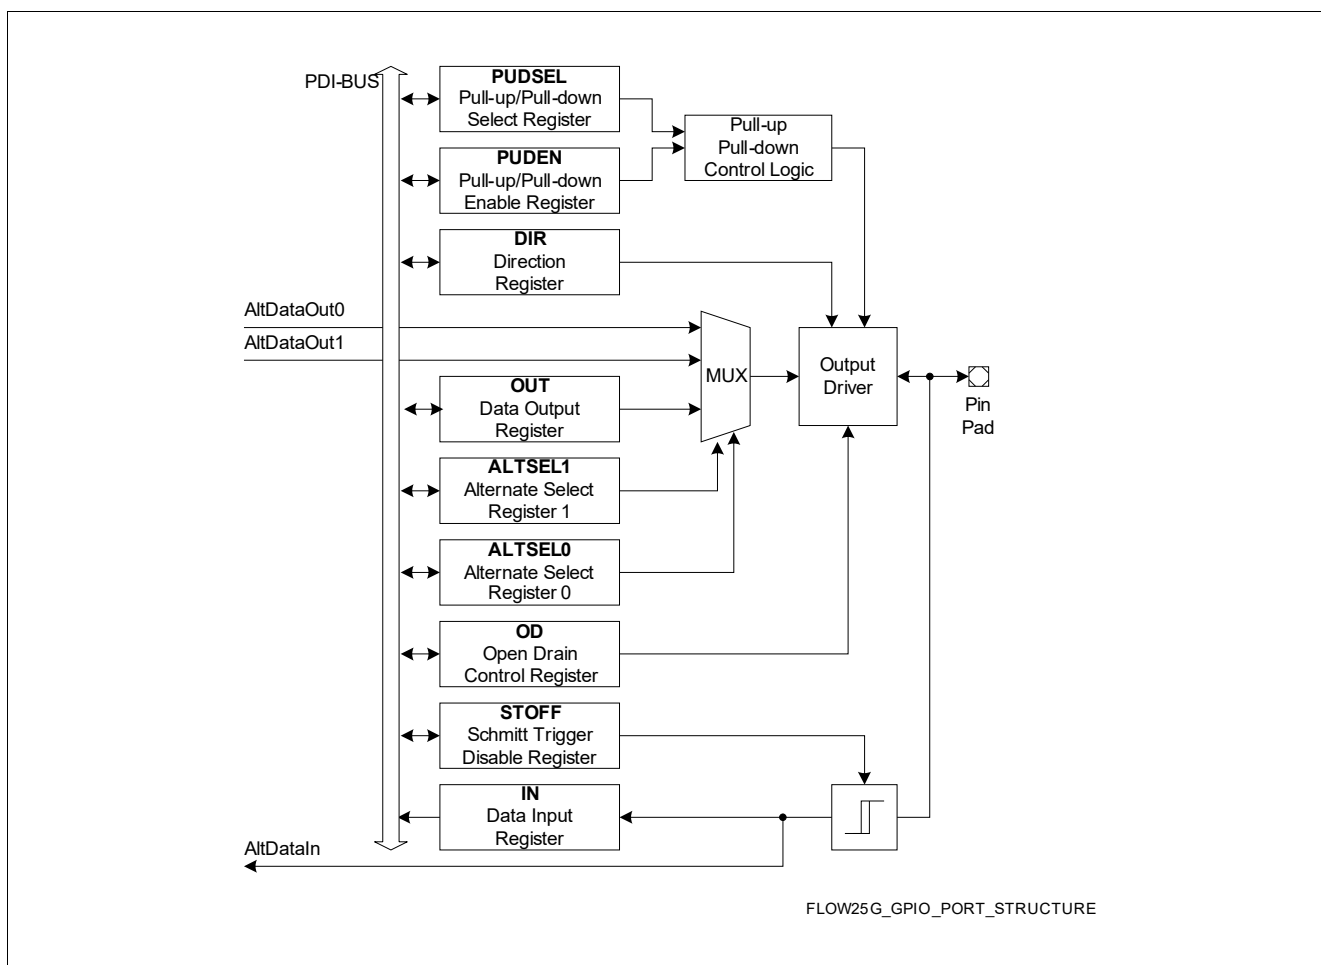 PDI-BUS
PUDSEL
Pull-up/Pull-down
Select Register
PUDEN
Pull-up/Pull-down
Enable Register
Pull-up
Pull-down
Control Logic
DIR
Direction
Register
AltDataOut0
AltDataOut1
MUX
Output
Driver
Pin
Pad
OUT
Data Output
Register
ALTSEL1
Alternate Select
Register 1
ALTSEL0
Alternate Select
Register 0
OD
Open Drain
Control Register
STOFF
Schmitt Trigger
Disable Register
IN
Data Input
Register
AltDataIn
FLOW25G_GPIO_PORT_STRUCTURE